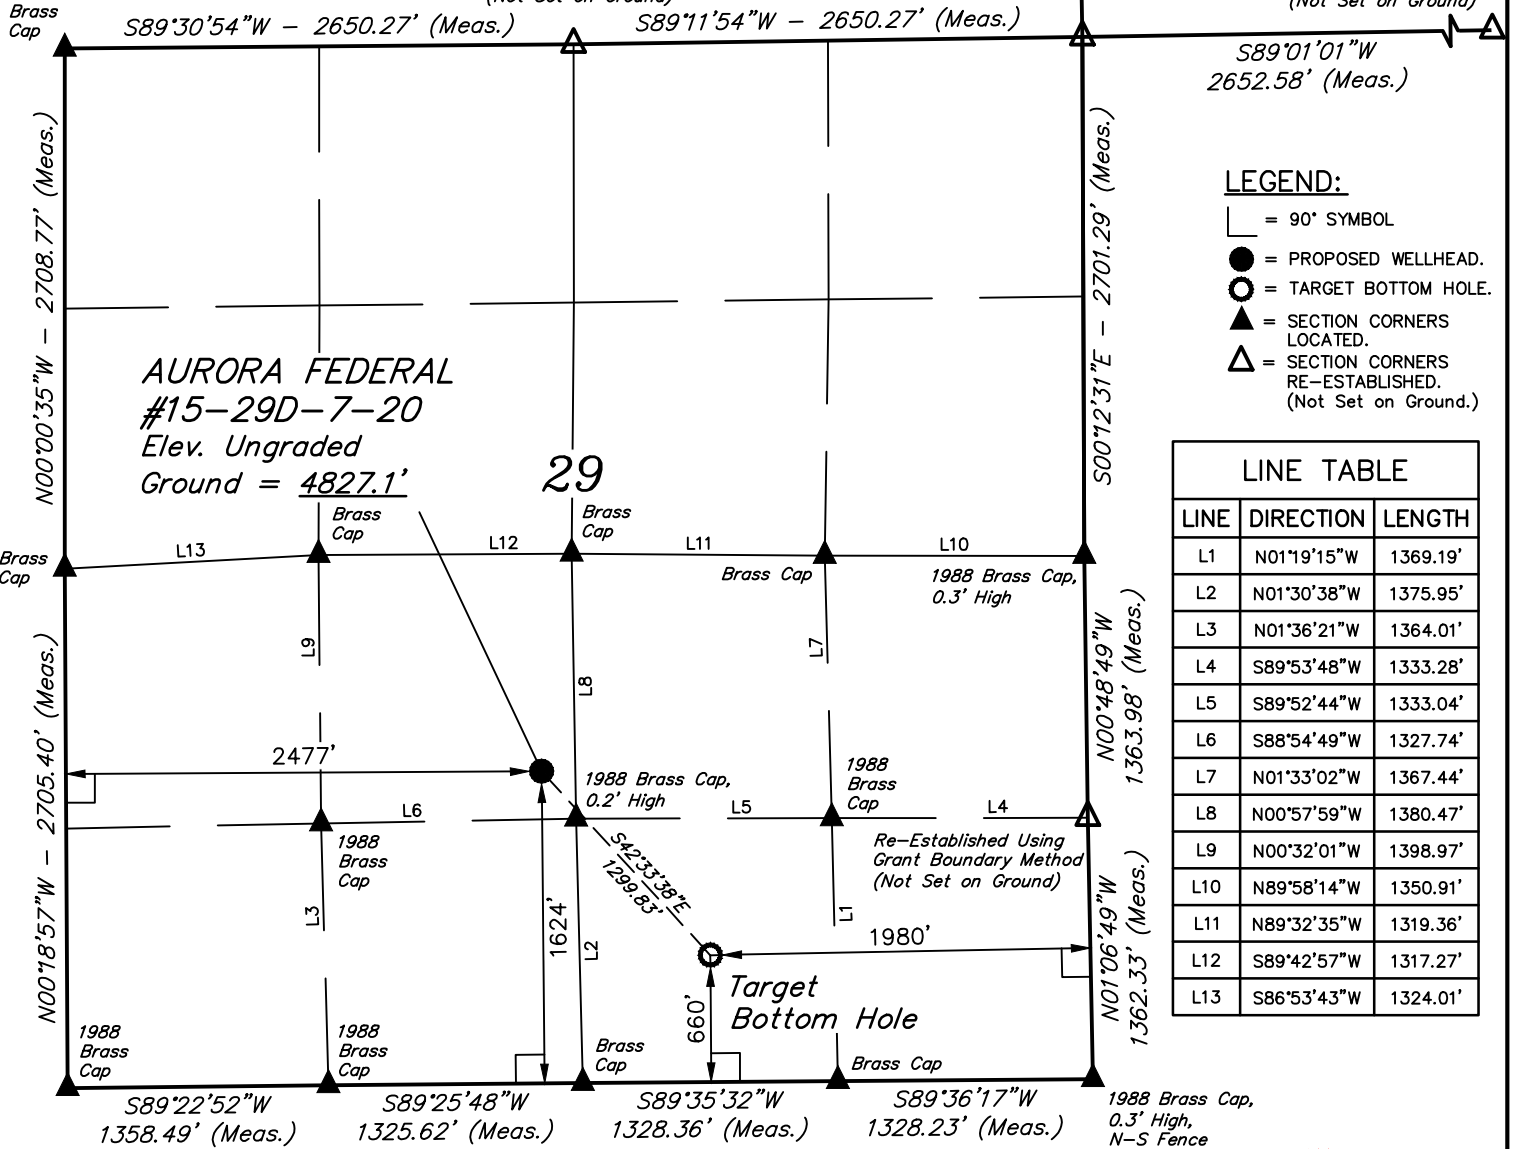 Brass
Cap
(Not Set on Ground)
(Not Set on Ground)
S89°30'54"W – 2650.27' (Meas.)
S89°11'54"W – 2650.27' (Meas.)
S89°01'01"W
2652.58' (Meas.)
N00°00'35"W – 2708.77' (Meas.)
S00°12'31"E – 2701.29' (Meas.)
LEGEND:
= 90° SYMBOL
= PROPOSED WELLHEAD.
= TARGET BOTTOM HOLE.
= SECTION CORNERS
LOCATED.
= SECTION CORNERS
RE-ESTABLISHED.
(Not Set on Ground.)
AURORA FEDERAL
#15-29D-7-20
Elev. Ungraded
Ground = 4827.1'
29
Brass
Cap
Brass
Cap
Brass
Cap
L13
L12
L11
L10
Brass Cap
1988 Brass Cap,
0.3' High
LINE TABLE
LINE DIRECTION LENGTH
L1 N01°19'15"W 1369.19'
L2 N01°30'38"W 1375.95'
L3 N01°36'21"W 1364.01'
L4 S89°53'48"W 1333.28'
L5 S89°52'44"W 1333.04'
L6 S88°54'49"W 1327.74'
L7 N01°33'02"W 1367.44'
L8 N00°57'59"W 1380.47'
L9 N00°32'01"W 1398.97'
L10 N89°58'14"W 1350.91'
L11 N89°32'35"W 1319.36'
L12 S89°42'57"W 1317.27'
L13 S86°53'43"W 1324.01'
L9
L8
L7
N00°48'49"W
1363.98' (Meas.)
N00°18'57"W – 2705.40' (Meas.)
2477'
1988 Brass Cap,
0.2' High
1988
Brass
Cap
L6
L5
L4
1988
Brass
Cap
Re-Established Using
Grant Boundary Method
(Not Set on Ground)
S42°33'38"E
1299.83'
L3
1624'
L2
L1
1980'
N01°06'49"W
1362.33' (Meas.)
660'
Target
Bottom Hole
1988
Brass
Cap
1988
Brass
Cap
Brass
Cap
Brass Cap
S89°22'52"W
1358.49' (Meas.)
S89°25'48"W
1325.62' (Meas.)
S89°35'32"W
1328.36' (Meas.)
S89°36'17"W
1328.23' (Meas.)
1988 Brass Cap,
0.3' High,
N-S Fence